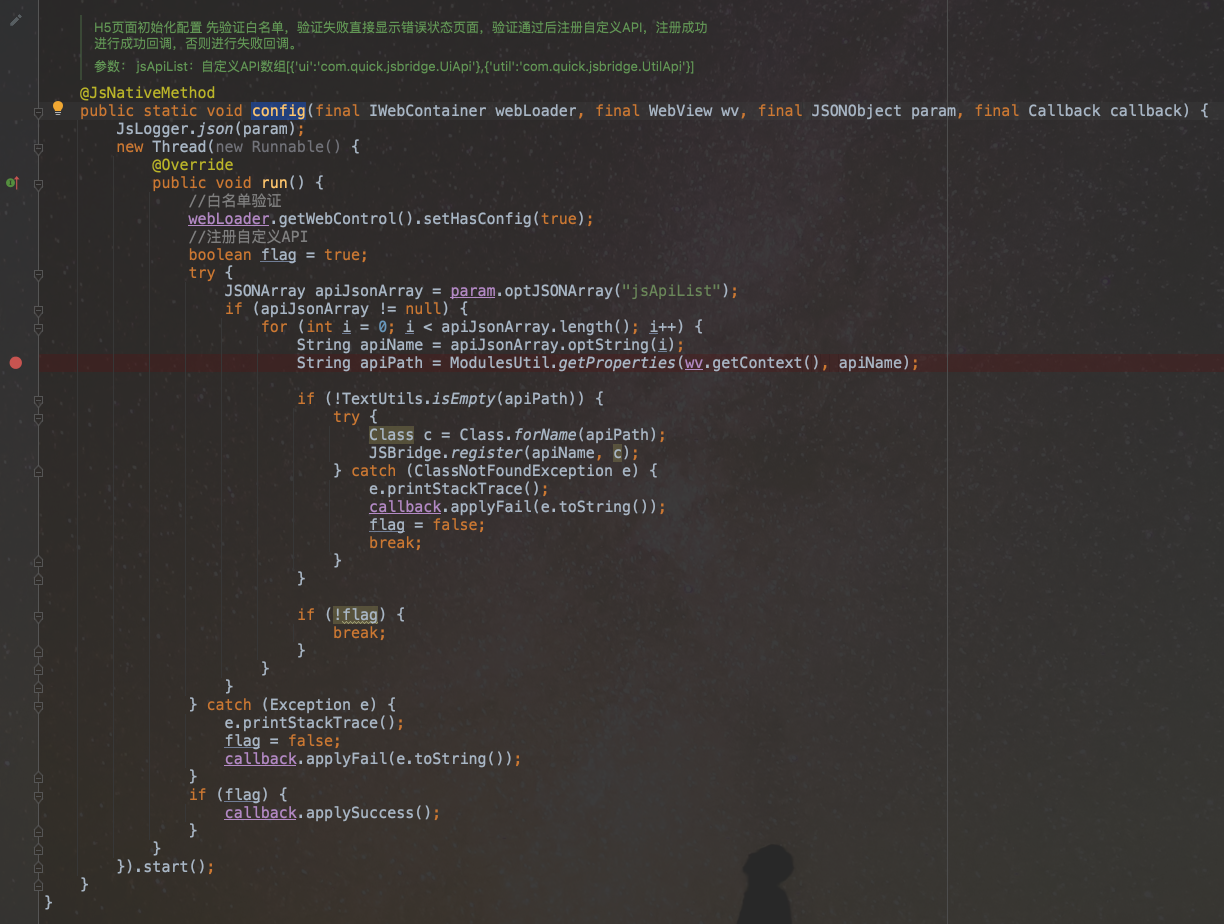 H5页面初始化配置 先验证白名单，验证失败直接显示错误状态页面，验证通过后注册自定义API，注册成功
进行成功回调，否则进行失败回调。
参数： jsApiList：自定义API数组[{'ui':'com.quick.jsbridge.UiApi'},{'util':'com.quick.jsbridge.UtilApi'}]
@JsNativeMethod
public static void config(final IWebContainer webLoader, final WebView wv, final JSONObject param, final Callback callback) {
JsLogger.json(param);
new Thread(new Runnable() {
@Override
public void run() {
//白名单验证
webLoader.getWebControl().setHasConfig(true);
//注册自定义API
boolean flag = true;
try {
JSONArray apiJsonArray = param.optJSONArray("jsApiList");
if (apiJsonArray != null) {
for (int i = 0; i < apiJsonArray.length(); i++) {
String apiName = apiJsonArray.optString(i);
String apiPath = ModulesUtil.getProperties(wv.getContext(), apiName);
if (!TextUtils.isEmpty(apiPath)) {
try {
Class c = Class.forName(apiPath);
JSBridge.register(apiName, c);
} catch (ClassNotFoundException e) {
e.printStackTrace();
callback.applyFail(e.toString());
flag = false;
break;
}
}
if (!flag) {
break;
}
}
}
} catch (Exception e) {
e.printStackTrace();
flag = false;
callback.applyFail(e.toString());
}
if (flag) {
callback.applySuccess();
}
}
}).start();
}
}